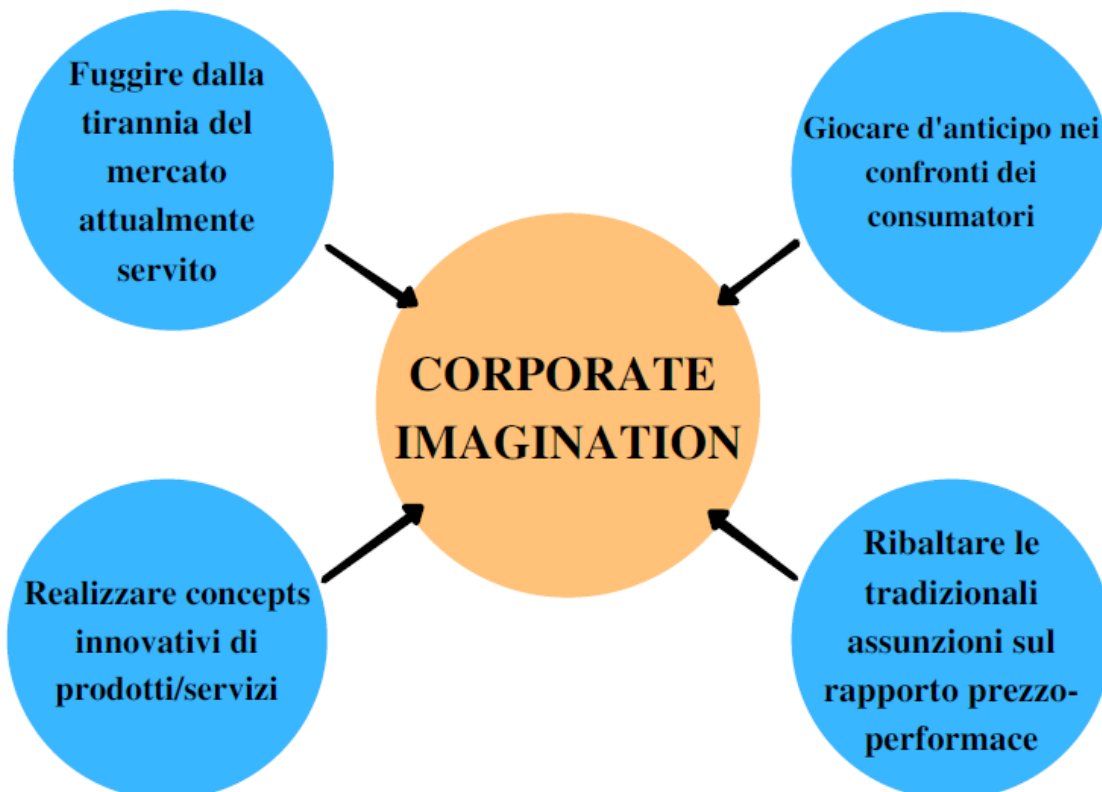 Fuggire dalla
tirannia del
mercato
attualmente
servito
Giocare d'anticipo nei
confronti dei
consumatori
CORPORATE
IMAGINATION
Realizzare concepts
innovativi di
prodotti/servizi
Ribaltare le
tradizionali
assunzioni sul
rapporto prezzo-
performace